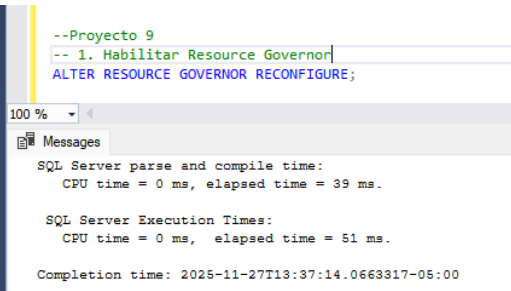 --Proyecto 9
-- 1. Habilitar Resource Governor
ALTER RESOURCE GOVERNOR RECONFIGURE;
100 %
Messages
SQL Server parse and compile time:
CPU time = 0 ms, elapsed time = 39 ms.
SQL Server Execution Times:
CPU time = 0 ms,  elapsed time = 51 ms.
Completion time: 2025-11-27T13:37:14.0663317-05:00